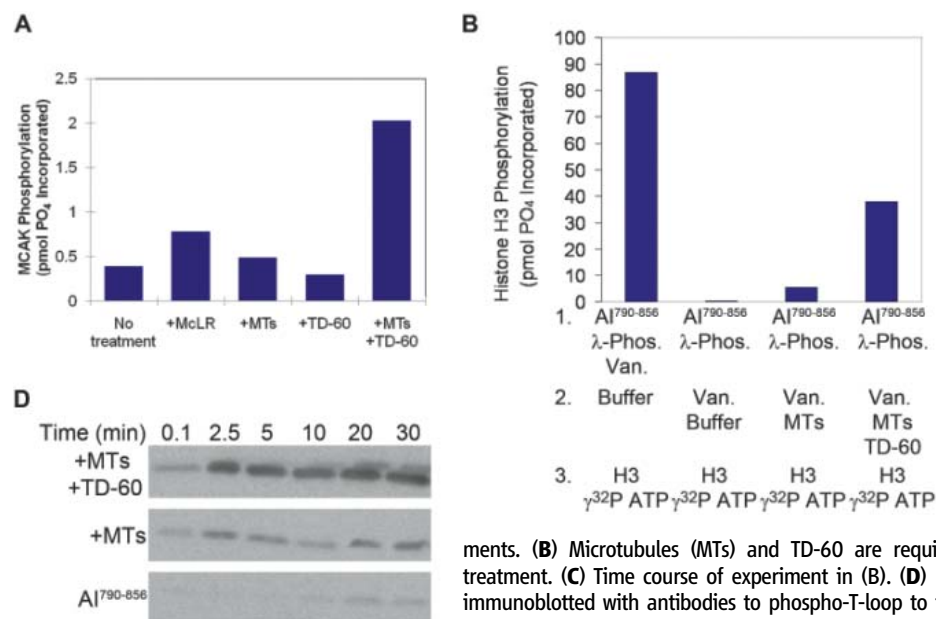 A
MCAK Phosphorylation
(pmol PO₄ Incorporated)
2.5
2
1.5
1
0.5
0
No treatment
+McLR
+MTs
+TD-60
+MTs +TD-60
B
Histone H3 Phosphorylation
(pmol PO₄ Incorporated)
100
90
80
70
60
50
40
30
20
10
0
1. AI⁷⁹⁰⁻⁸⁵⁶ AI⁷⁹⁰⁻⁸⁵⁶ AI⁷⁹⁰⁻⁸⁵⁶ AI⁷⁹⁰⁻⁸⁵⁶
λ-Phos. λ-Phos. λ-Phos. λ-Phos.
Van.
2. Buffer Van. Van. Van.
Buffer MTs MTs
TD-60
3. H3 H3 H3 H3
γ³²P ATP γ³²P ATP γ³²P ATP γ³²P ATP
D
Time (min) 0.1 2.5 5 10 20 30
+MTs
+TD-60
+MTs
AI⁷⁹⁰⁻⁸⁵⁶
ments. (B) Microtubules (MTs) and TD-60 are requi
treatment. (C) Time course of experiment in (B). (D)
immunoblotted with antibodies to phospho-T-loop to